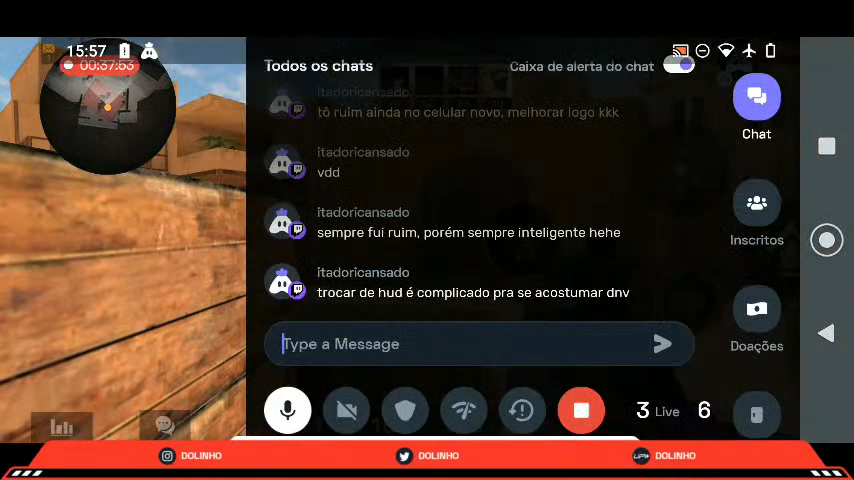 15:57
00:37:53
Todos os chats
Caixa de alerta do chat
itadoricansado
tô ruim ainda no celular novo, melhorar logo kkk
Chat
itadoricansado
vdd
itadoricansado
sempre fui ruim, porém sempre inteligente hehe
Inscritos
itadoricansado
trocar de hud é complicado pra se acostumar dnv
Type a Message
Doações
3 Live 6
DOLINHO
DOLINHO
DOLINHO